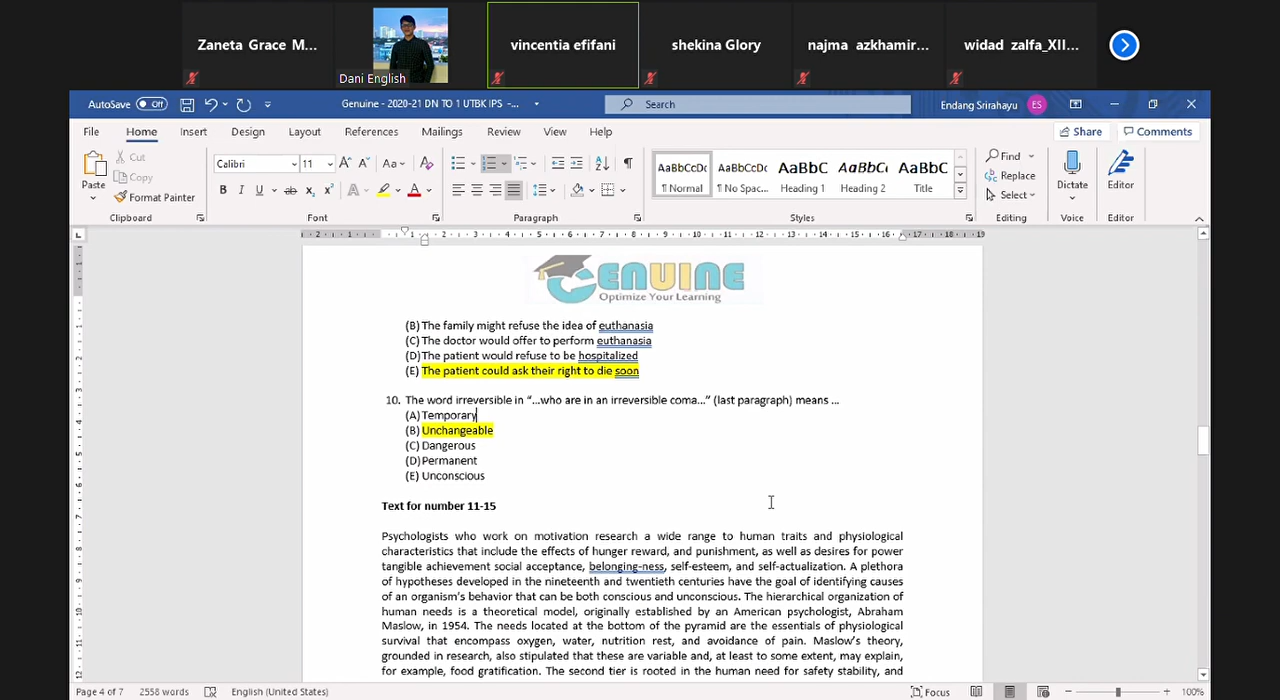 Zaneta Grace M...
Dani English
vincentia efifani
shekina Glory
najma azkhamir...
widad zalfa_XII...
AutoSave Off
Genuine - 2020-21 DN TO 1 UTBK IPS -...
Search
Endang Srirahayu ES
File Home Insert Design Layout References Mailings Review View Help
Share Comments
Paste
Cut
Copy
Format Painter
Calibri 11
Clipboard
Font
Paragraph
AaBbCcDc AaBbCcDc AaBbC AaBbCc AaBbC
¶ Normal ¶ No Spac... Heading 1 Heading 2 Title
Styles
Find
Replace
Select
Editing
Dictate
Voice
Editor
Editor
GENUINE
Optimize Your Learning
(B) The family might refuse the idea of euthanasia
(C) The doctor would offer to perform euthanasia
(D) The patient would refuse to be hospitalized
(E) The patient could ask their right to die soon
10. The word irreversible in “...who are in an irreversible coma...” (last paragraph) means ...
(A) Temporary
(B) Unchangeable
(C) Dangerous
(D) Permanent
(E) Unconscious
Text for number 11-15
Psychologists who work on motivation research a wide range to human traits and physiological
characteristics that include the effects of hunger reward, and punishment, as well as desires for power
tangible achievement social acceptance, belonging-ness, self-esteem, and self-actualization. A plethora
of hypotheses developed in the nineteenth and twentieth centuries have the goal of identifying causes
of an organism's behavior that can be both conscious and unconscious. The hierarchical organization of
human needs is a theoretical model, originally established by an American psychologist, Abraham
Maslow, in 1954. The needs located at the bottom of the pyramid are the essentials of physiological
survival that encompass oxygen, water, nutrition rest, and avoidance of pain. Maslow's theory,
grounded in research, also stipulated that these are variable and, at least to some extent, may explain,
for example, food gratification. The second tier is rooted in the human need for safety stability, and
Page 4 of 7 2558 words English (United States) Focus 100%